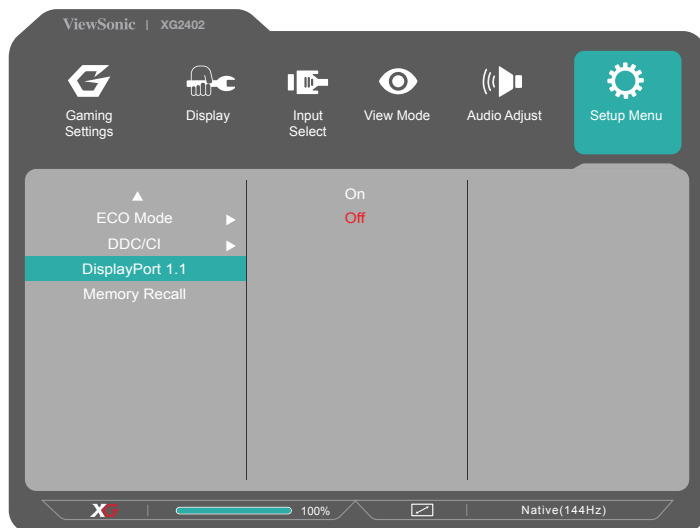 ViewSonic | XG2402
Gaming
Settings
Display
Input
Select
View Mode
Audio Adjust
Setup Menu
ECO Mode
DDC/CI
DisplayPort 1.1
Memory Recall
On
Off
XG | 100% | Native(144Hz)